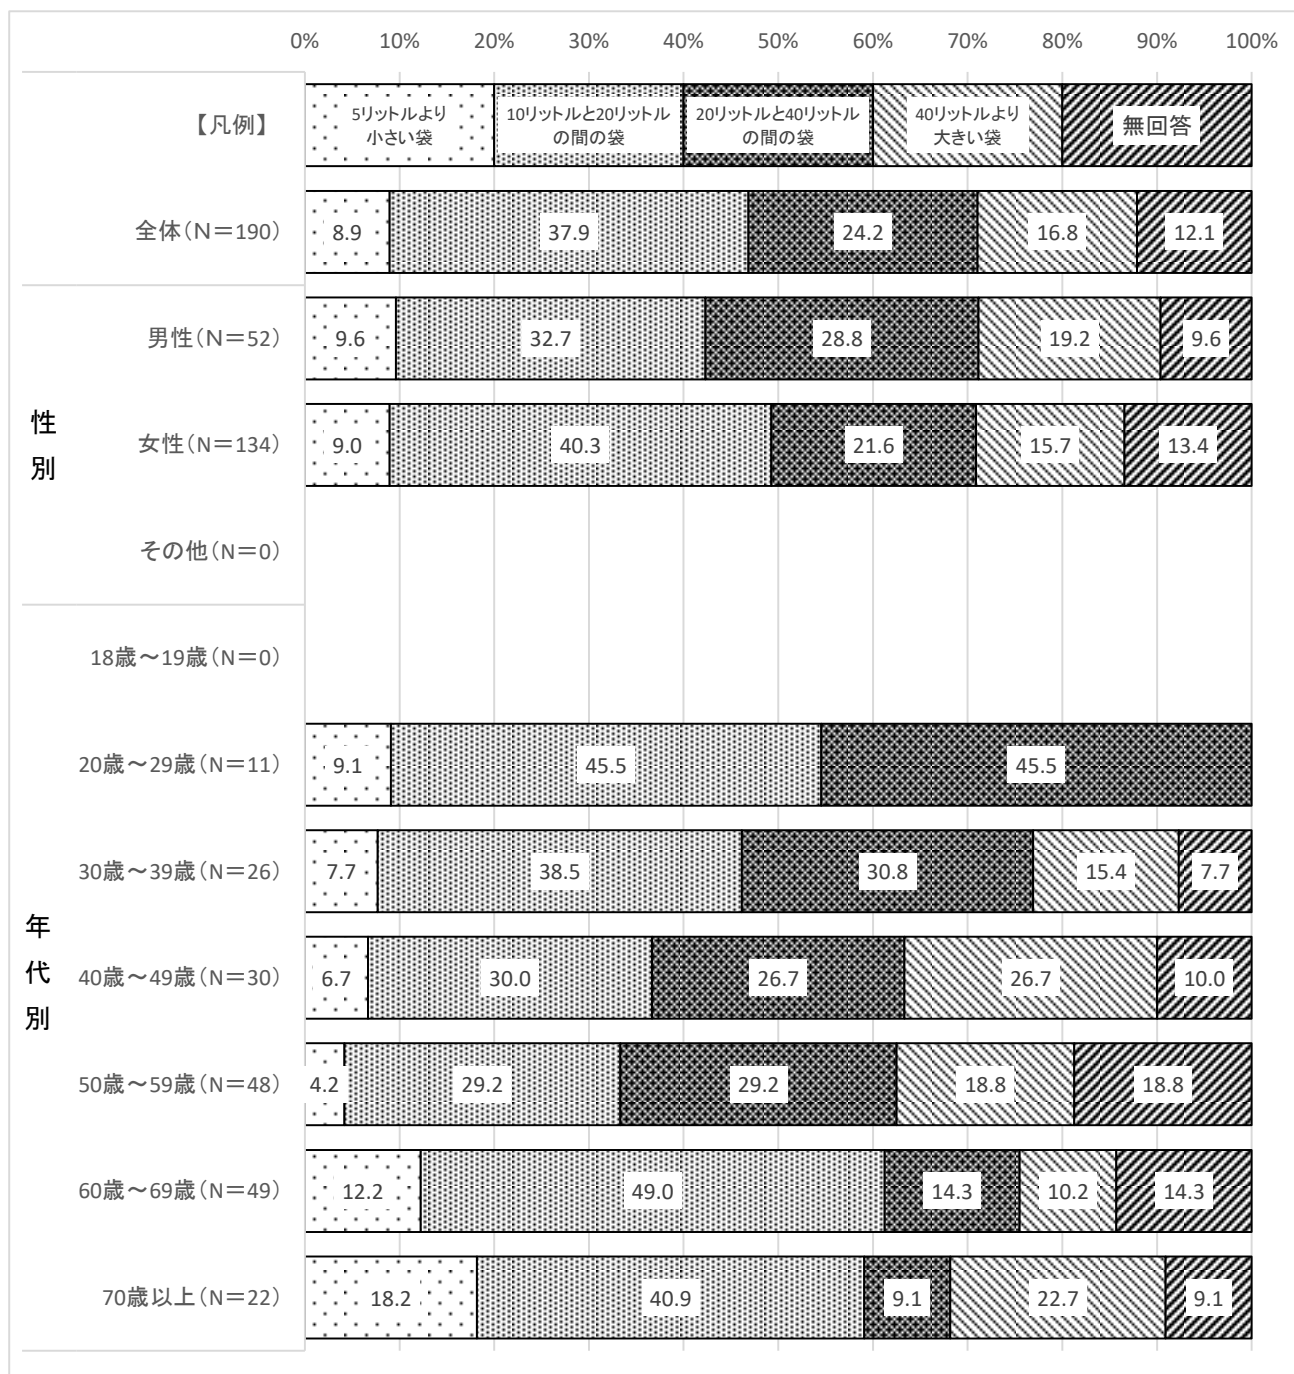 0% 10% 20% 30% 40% 50% 60% 70% 80% 90% 100%
【凡例】
5リットルより
小さい袋
10リットルと20リットル
の間の袋
20リットルと40リットル
の間の袋
40リットルより
大きい袋
無回答
全体(N=190) 8.9 37.9 24.2 16.8 12.1
性別
男性(N=52) 9.6 32.7 28.8 19.2 9.6
女性(N=134) 9.0 40.3 21.6 15.7 13.4
その他(N=0)
年代別
18歳～19歳(N=0)
20歳～29歳(N=11) 9.1 45.5 45.5
30歳～39歳(N=26) 7.7 38.5 30.8 15.4 7.7
40歳～49歳(N=30) 6.7 30.0 26.7 26.7 10.0
50歳～59歳(N=48) 4.2 29.2 29.2 18.8 18.8
60歳～69歳(N=49) 12.2 49.0 14.3 10.2 14.3
70歳以上(N=22) 18.2 40.9 9.1 22.7 9.1